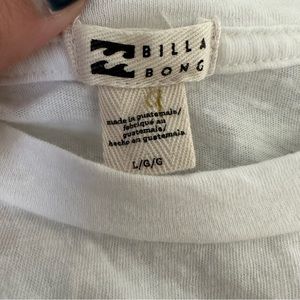 BILLA
BONG
made in guatemala/
fabriqué au
guatemala/
hecho en guatemala
L/G/G